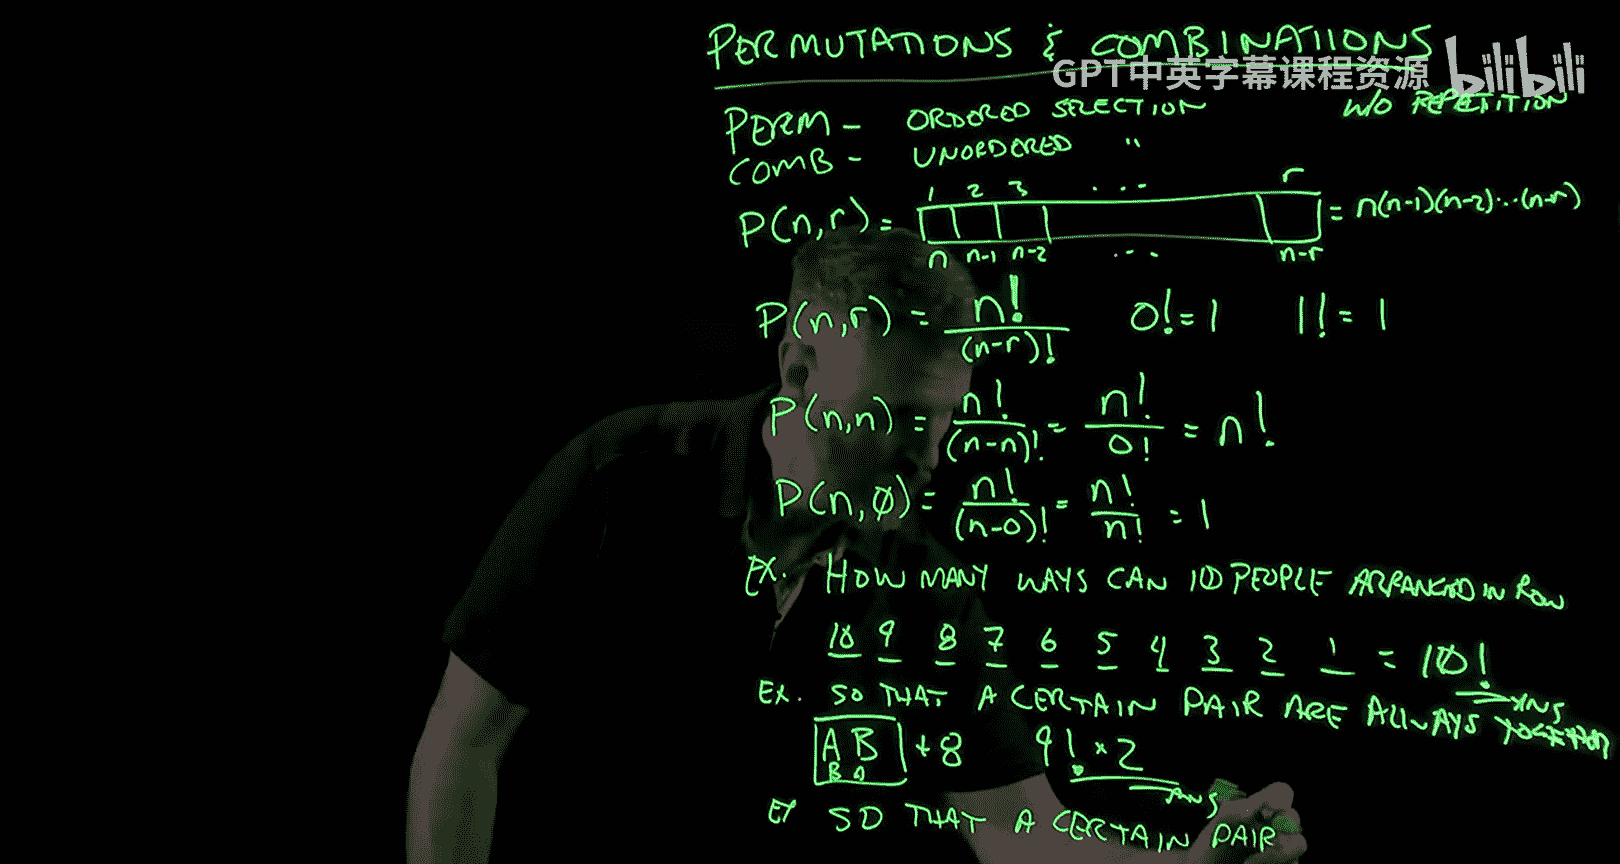 PERMUTATIONS & COMBINATIONS
GPT中英字幕课程资源 bilibili
PERM - ORDERED SELECTION W/O REPETITION
COMB - UNORDERED "
1 2 3 ... r
P(n,r) = = n(n-1)(n-2)...(n-r)
n n-1 n-2 ... n-r
P(n,r) = n!/(n-r)! 0! = 1 1! = 1
P(n,n) = n!/(n-n)! = n!/0! = n!
P(n,0) = n!/(n-0)! = n!/n! = 1
EX. HOW MANY WAYS CAN 10 PEOPLE ARRANGED IN ROW
10 9 8 7 6 5 4 3 2 1 = 10!
ANS
EX. SO THAT A CERTAIN PAIR ARE ALWAYS TOGETHER
AB + 8 9! × 2
BA
ANS
EX SO THAT A CERTAIN PAIR